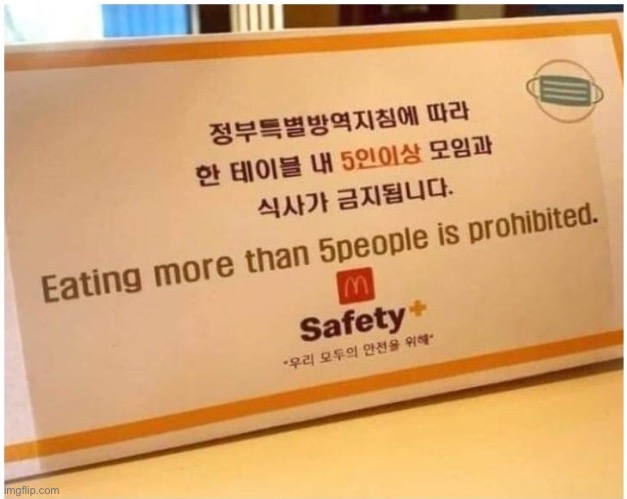 정부특별방역지침에 따라
한 테이블 내 5인이상 모임과
식사가 금지됩니다.
Eating more than 5people is prohibited.
M
Safety+
"우리 모두의 안전을 위해"
imgflip.com